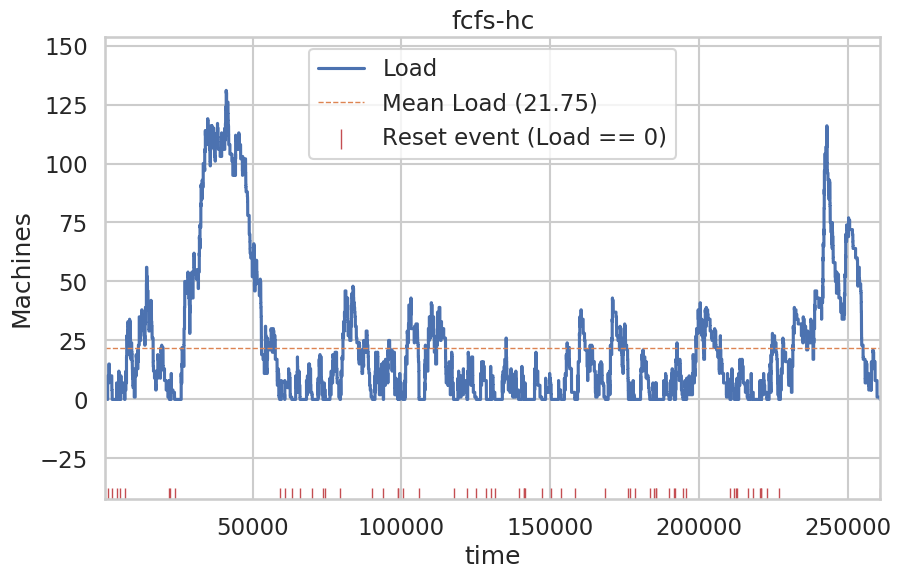 fcfs-hc
150
125
100
75
50
25
0
−25
Machines
Load
Mean Load (21.75)
Reset event (Load == 0)
50000 100000 150000 200000 250000
time